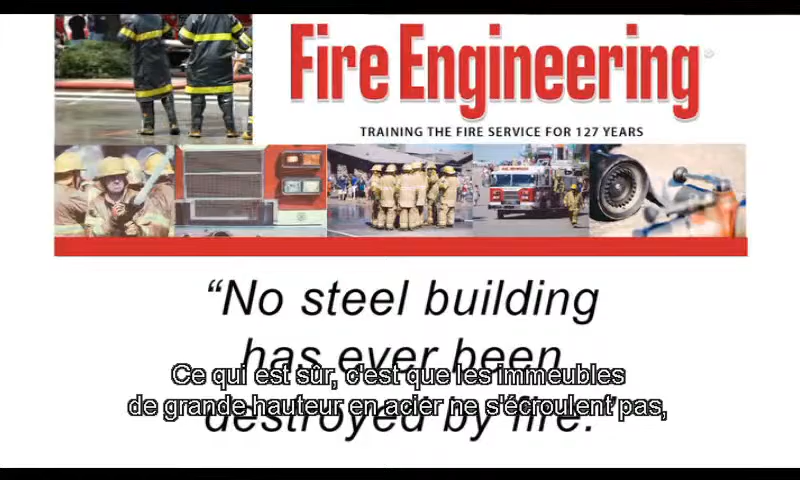 Fire Engineering®
TRAINING THE FIRE SERVICE FOR 127 YEARS
“No steel building
has ever been
destroyed by fire.”
Ce qui est sûr, c'est que les immeubles
de grande hauteur en acier ne s'écroulent pas,